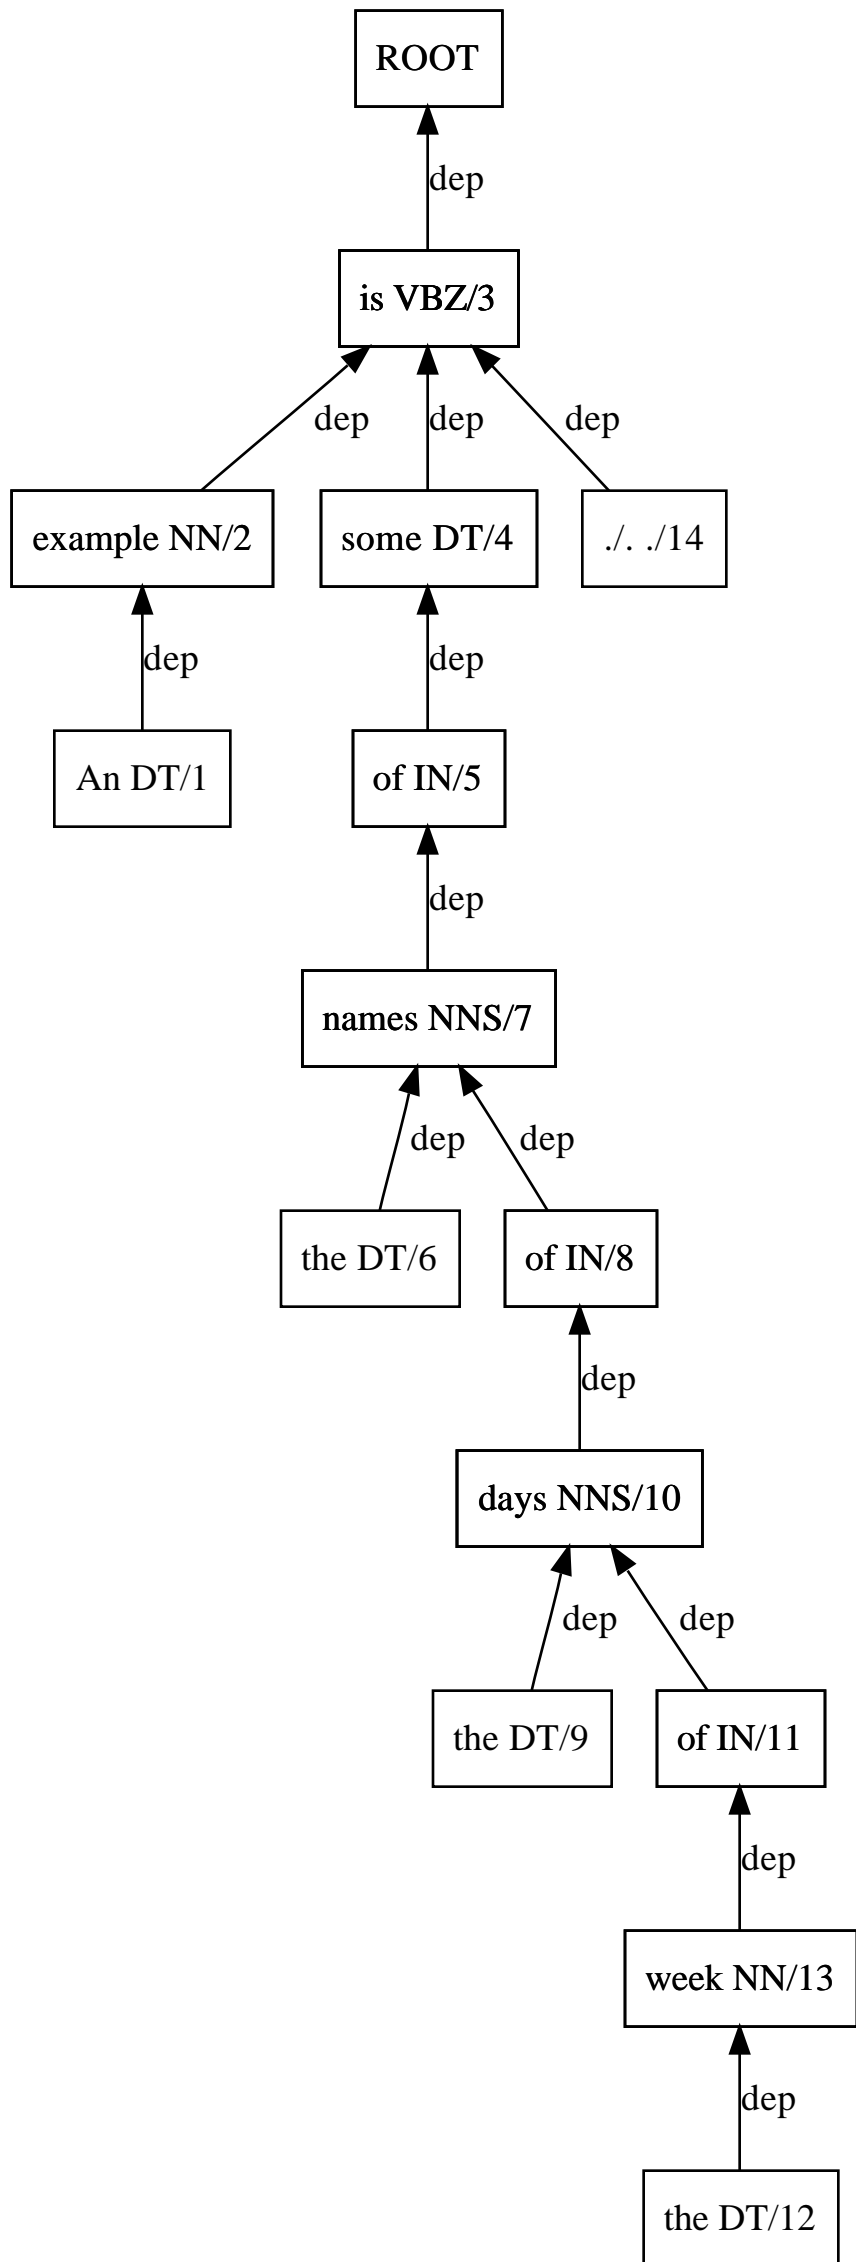 ROOT
dep
is VBZ/3
dep dep dep
example NN/2 some DT/4 ./. ./14
dep dep
An DT/1 of IN/5
dep
names NNS/7
dep dep
the DT/6 of IN/8
dep
days NNS/10
dep dep
the DT/9 of IN/11
dep
week NN/13
dep
the DT/12